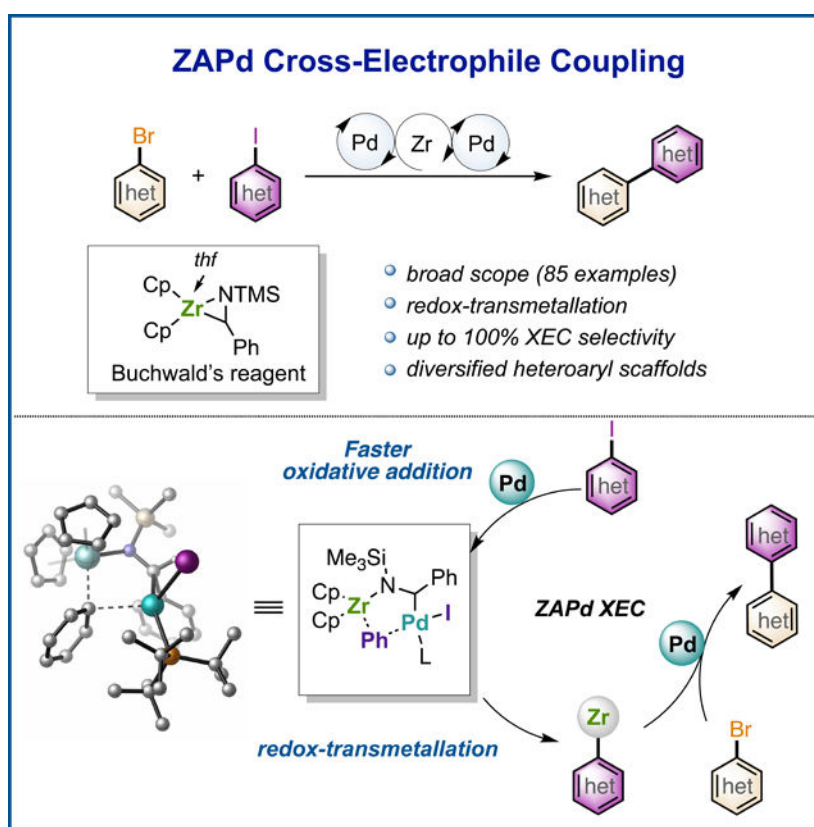 ZAPd Cross-Electrophile Coupling
Br
het
+
I
het
Pd
Zr
Pd
het
het
thf
Cp
Cp
Zr
NTMS
Ph
Buchwald's reagent
broad scope (85 examples)
redox-transmetallation
up to 100% XEC selectivity
diversified heteroaryl scaffolds
Faster
oxidative addition
Pd
I
het
≡
Me3Si
N
Ph
Cp
Cp
Zr
Pd
I
Ph
L
ZAPd XEC
Pd
het
het
redox-transmetallation
Zr
het
Br
het